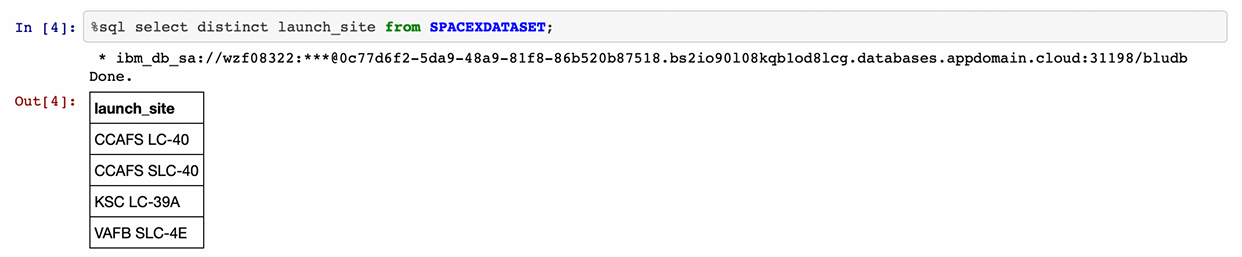 In [4]: %sql select distinct launch_site from SPACEXDATASET;
* ibm_db_sa://wzf08322:***@0c77d6f2-5da9-48a9-81f8-86b520b87518.bs2io90l08kqb1od8lcg.databases.appdomain.cloud:31198/bludb
Done.
Out[4]: launch_site
CCAFS LC-40
CCAFS SLC-40
KSC LC-39A
VAFB SLC-4E